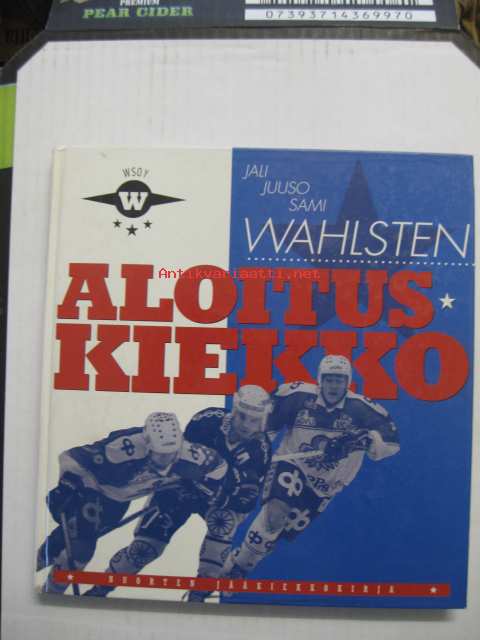 PREMIUM
PEAR CIDER
07393714369970
WSOY
W
JALI
JUUSO
SAMI
WAHLSTEN
ALOITUS-
KIEKKO
Antikvariaatti.net
NUORTEN JÄÄKIEKKOKIRJA